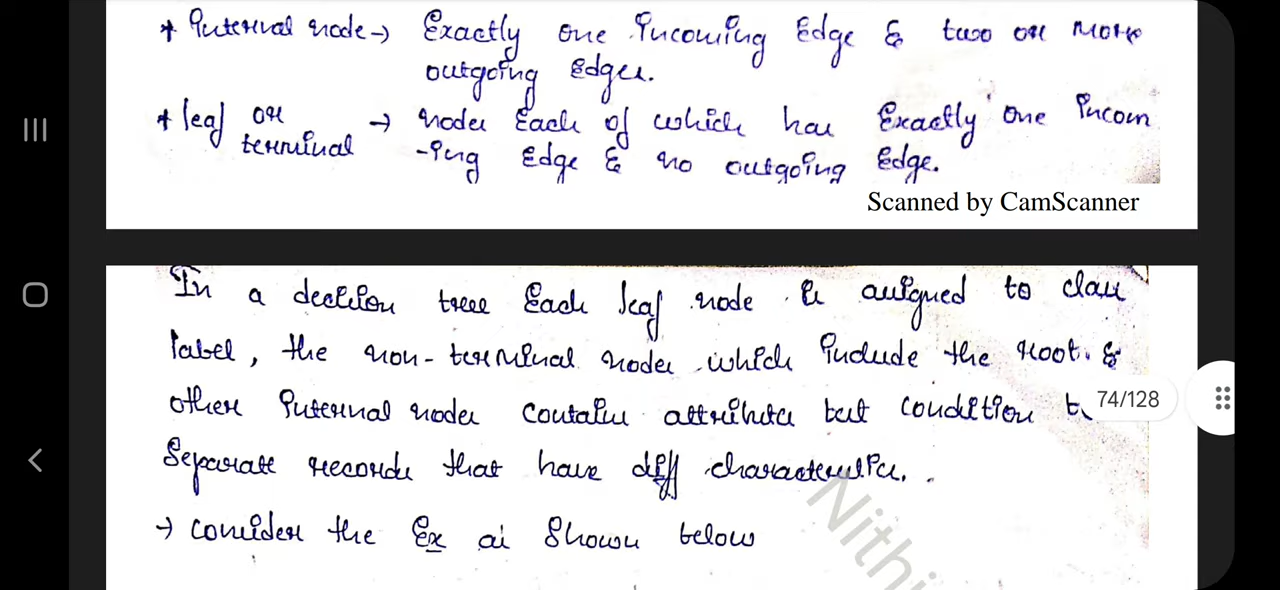 * Internal node → Exactly one incoming Edge & two or more
outgoing Edges.
* leaf or → nodes Each of which has Exactly one incom
terminal -ing Edge & no outgoing Edge.
Scanned by CamScanner
In a decision tree Each leaf node is assigned to class
label, the non-terminal nodes which include the root &
other internal nodes contains attribute test condition to
74/128
Separate records that have diff characteristics.
→ consider the Ex as shown below
Nithi